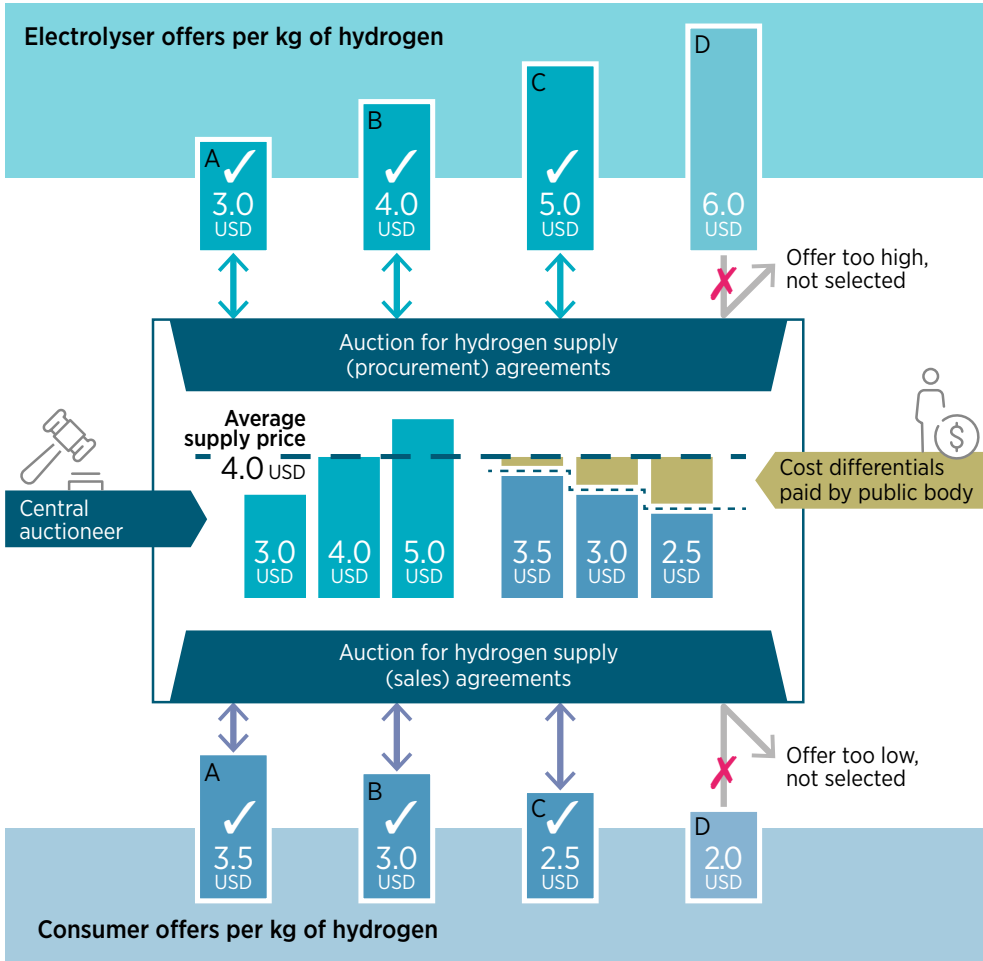 Electrolyser offers per kg of hydrogen
A
3.0
USD
B
4.0
USD
C
5.0
USD
D
6.0
USD
Offer too high,
not selected
Auction for hydrogen supply
(procurement) agreements
Average
supply price
4.0 USD
Central
auctioneer
3.0
USD
4.0
USD
5.0
USD
3.5
USD
3.0
USD
2.5
USD
$
Cost differentials
paid by public body
Auction for hydrogen supply
(sales) agreements
A
3.5
USD
B
3.0
USD
C
2.5
USD
D
2.0
USD
Offer too low,
not selected
Consumer offers per kg of hydrogen